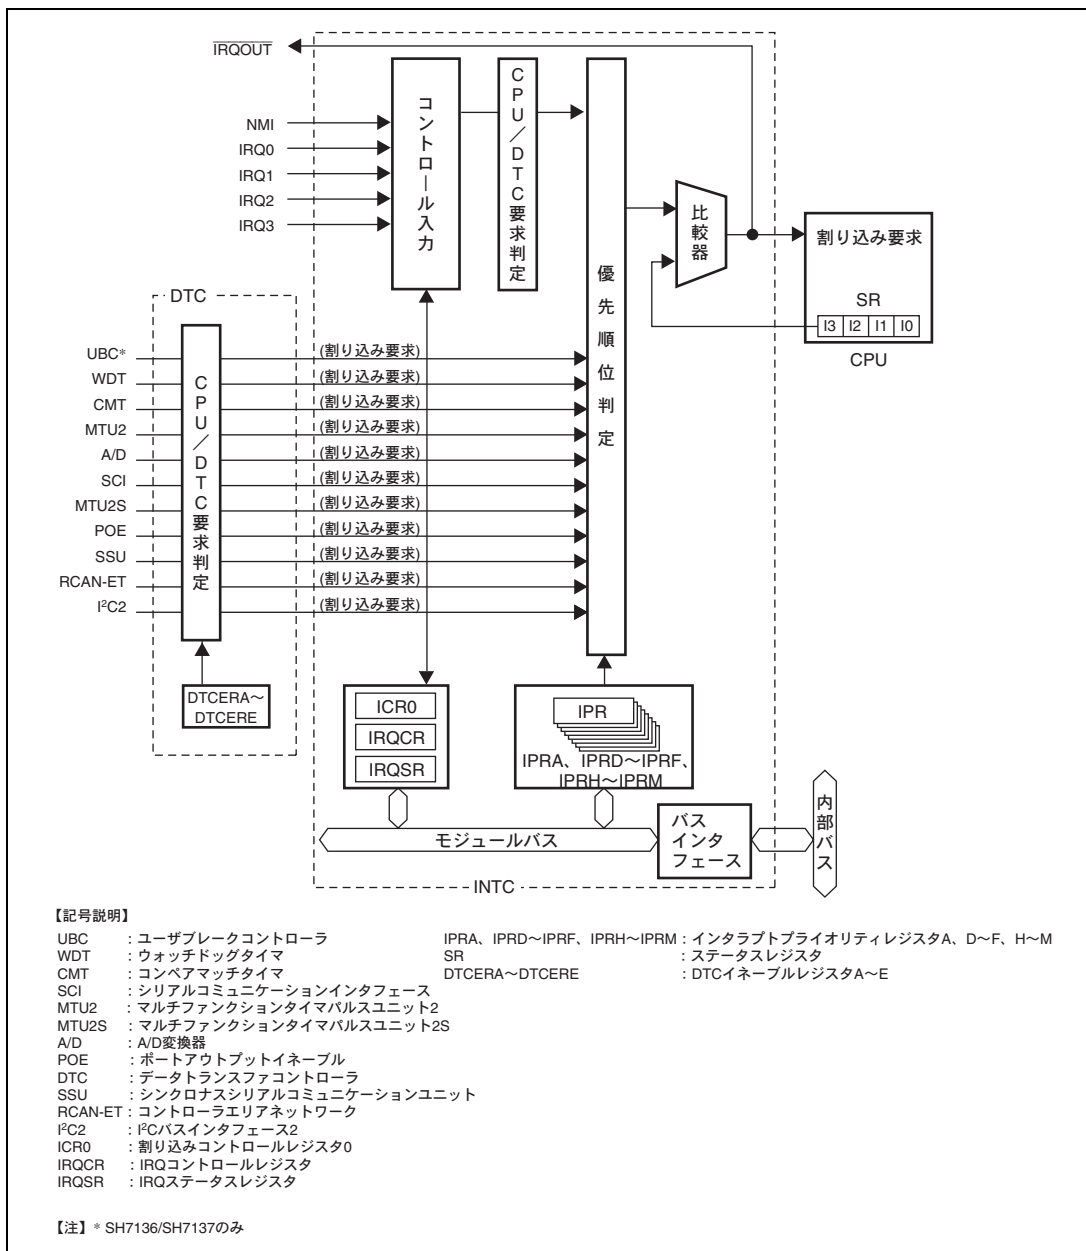 IRQOUT
NMI
IRQ0
IRQ1
IRQ2
IRQ3
コントロール入力
CPU/DTC要求判定
優先順位判定
比較器
割り込み要求
SR
I3 I2 I1 I0
CPU
DTC
UBC*
WDT
CMT
MTU2
A/D
SCI
MTU2S
POE
SSU
RCAN-ET
I²C2
CPU/DTC要求判定
(割り込み要求)
(割り込み要求)
(割り込み要求)
(割り込み要求)
(割り込み要求)
(割り込み要求)
(割り込み要求)
(割り込み要求)
(割り込み要求)
(割り込み要求)
(割り込み要求)
DTCERA～
DTCERE
ICR0
IRQCR
IRQSR
IPR
IPRA、IPRD～IPRF、
IPRH～IPRM
モジュールバス
バス
インタ
フェース
内部バス
INTC
【記号説明】
UBC : ユーザブレークコントローラ
WDT : ウォッチドッグタイマ
CMT : コンペアマッチタイマ
SCI : シリアルコミュニケーションインタフェース
MTU2 : マルチファンクションタイマパルスユニット2
MTU2S : マルチファンクションタイマパルスユニット2S
A/D : A/D変換器
POE : ポートアウトプットイネーブル
DTC : データトランスファコントローラ
SSU : シンクロナスシリアルコミュニケーションユニット
RCAN-ET : コントローラエリアネットワーク
I²C2 : I²Cバスインタフェース2
ICR0 : 割り込みコントロールレジスタ0
IRQCR : IRQコントロールレジスタ
IRQSR : IRQステータスレジスタ
IPRA、IPRD～IPRF、IPRH～IPRM : インタラプトプライオリティレジスタA、D～F、H～M
SR : ステータスレジスタ
DTCERA～DTCERE : DTCイネーブルレジスタA～E
【注】* SH7136/SH7137のみ